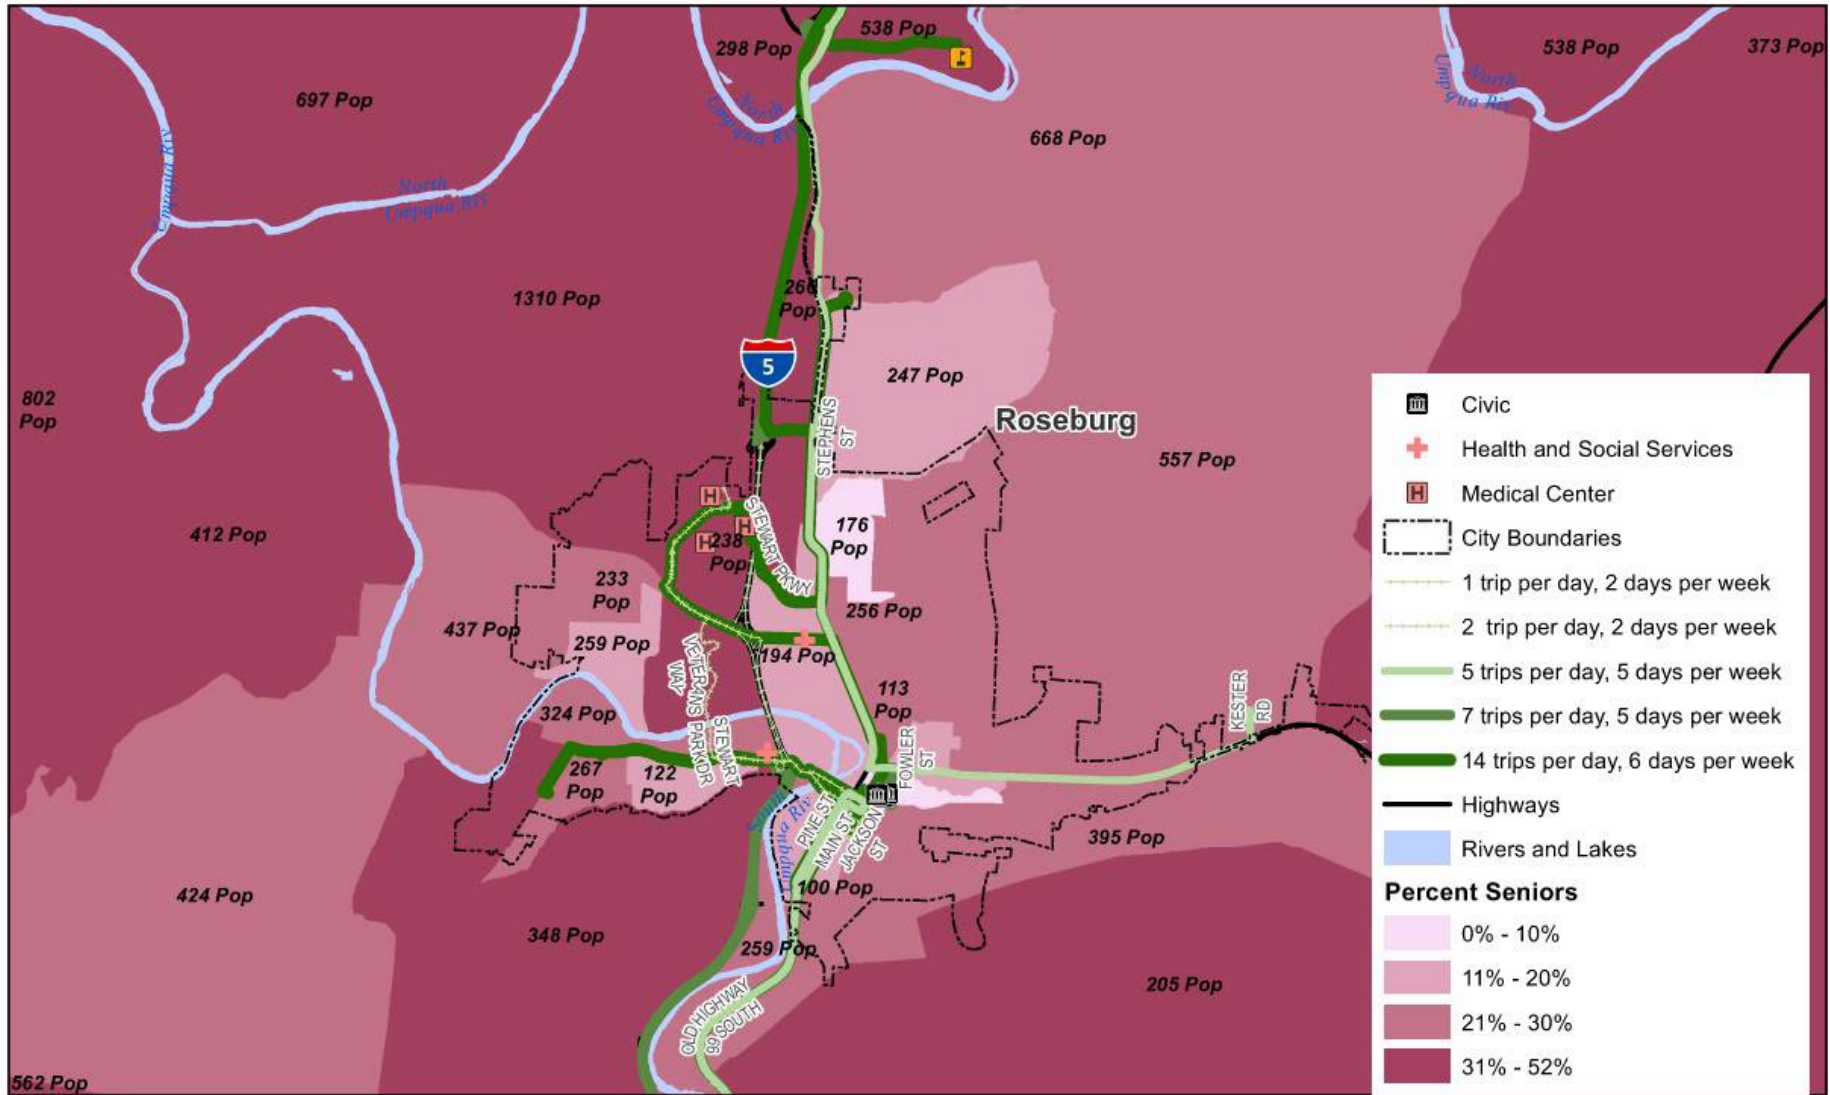 538 Pop
298 Pop
538 Pop
373 Pop
697 Pop
North
Umpqua Riv
North
Umpqua Riv
668 Pop
Umpqua Riv
North
Umpqua Riv
1310 Pop
266
Pop
5
247 Pop
802
Pop
STEPHENS
ST
Roseburg
557 Pop
412 Pop
H
H
H
238
Pop
STEWART PKWY
176
Pop
233
Pop
256 Pop
437 Pop
259 Pop
194 Pop
VETERANS
WAY
113
Pop
KESTER
RD
324 Pop
STEWART
PARK DR
FOWLER
ST
267
Pop
122
Pop
South
Umpqua Riv
PINE ST
MAIN ST
JACKSON
ST
395 Pop
424 Pop
100 Pop
348 Pop
259 Pop
205 Pop
OLD HIGHWAY
99 SOUTH
562 Pop
Civic
Health and Social Services
H
Medical Center
City Boundaries
1 trip per day, 2 days per week
2 trip per day, 2 days per week
5 trips per day, 5 days per week
7 trips per day, 5 days per week
14 trips per day, 6 days per week
Highways
Rivers and Lakes
Percent Seniors
0% - 10%
11% - 20%
21% - 30%
31% - 52%